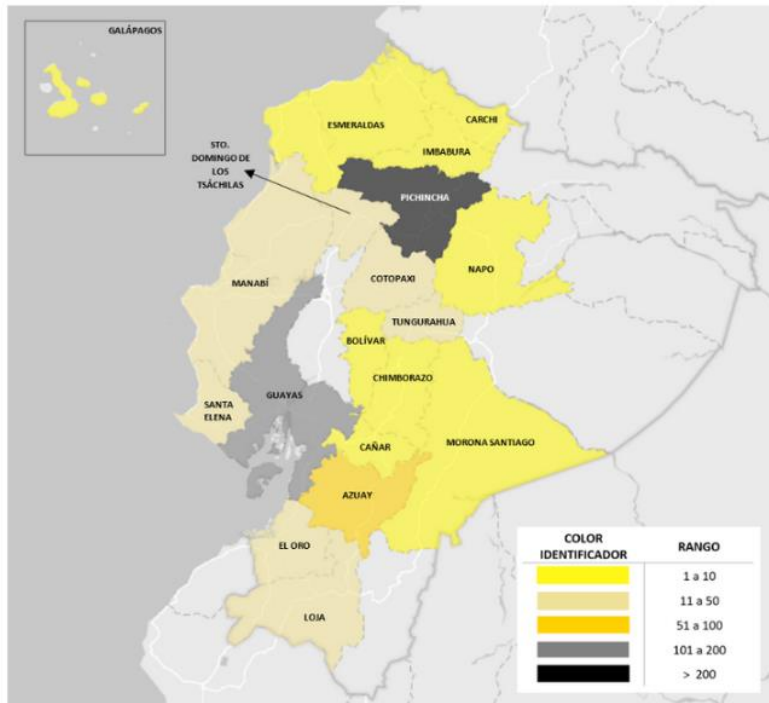 GALÁPAGOS
ESMERALDAS
CARCHI
IMBABURA
STO.
DOMINGO DE
LOS
TSÁCHILAS
PICHINCHA
NAPO
COTOPAXI
MANABÍ
TUNGURAHUA
BOLÍVAR
CHIMBORAZO
GUAYAS
SANTA
ELENA
CAÑAR
MORONA SANTIAGO
AZUAY
EL ORO
LOJA
COLOR
IDENTIFICADOR
RANGO
1 a 10
11 a 50
51 a 100
101 a 200
> 200